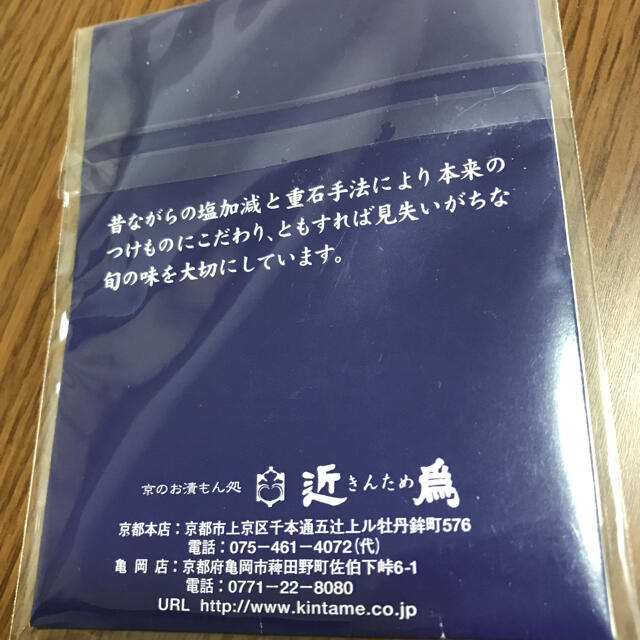 昔ながらの塩加減と重石手法により本来の
つけものにこだわり、ともすれば見失いがちな
旬の味を大切にしています。
京のお漬もん処 近 きんため 爲
京都本店：京都市上京区千本通五辻上ル牡丹鉾町576
電話：075－461－4072（代）
亀岡店：京都府亀岡市薭田野町佐伯下峠6-1
電話：0771－22－8080
URL http://www.kintame.co.jp